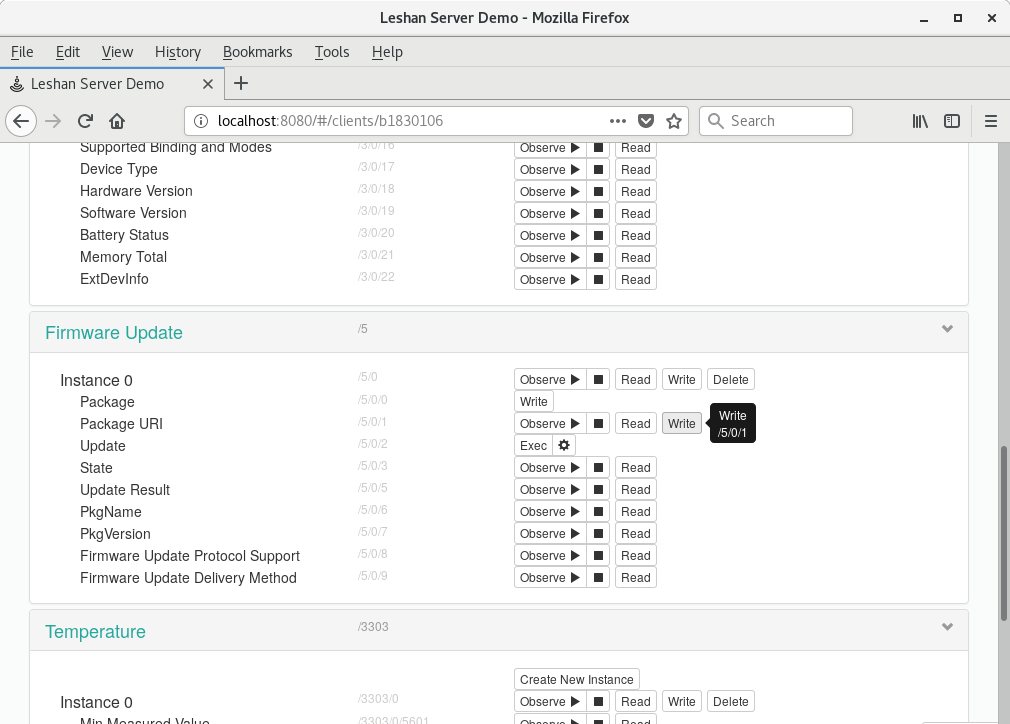 Leshan Server Demo - Mozilla Firefox
File Edit View History Bookmarks Tools Help
Leshan Server Demo
localhost:8080/#/clients/b1830106 Search
Supported Binding and Modes /3/0/16 Observe Read
Device Type /3/0/17 Observe Read
Hardware Version /3/0/18 Observe Read
Software Version /3/0/19 Observe Read
Battery Status /3/0/20 Observe Read
Memory Total /3/0/21 Observe Read
ExtDevInfo /3/0/22 Observe Read
Firmware Update /5
Instance 0 /5/0 Observe Read Write Delete
Package /5/0/0 Write
Package URI /5/0/1 Observe Read Write
Write
/5/0/1
Update /5/0/2 Exec
State /5/0/3 Observe Read
Update Result /5/0/5 Observe Read
PkgName /5/0/6 Observe Read
PkgVersion /5/0/7 Observe Read
Firmware Update Protocol Support /5/0/8 Observe Read
Firmware Update Delivery Method /5/0/9 Observe Read
Temperature /3303
Create New Instance
Instance 0 /3303/0 Observe Read Write Delete
Min Measured Value /3303/0/5601 Observe Read